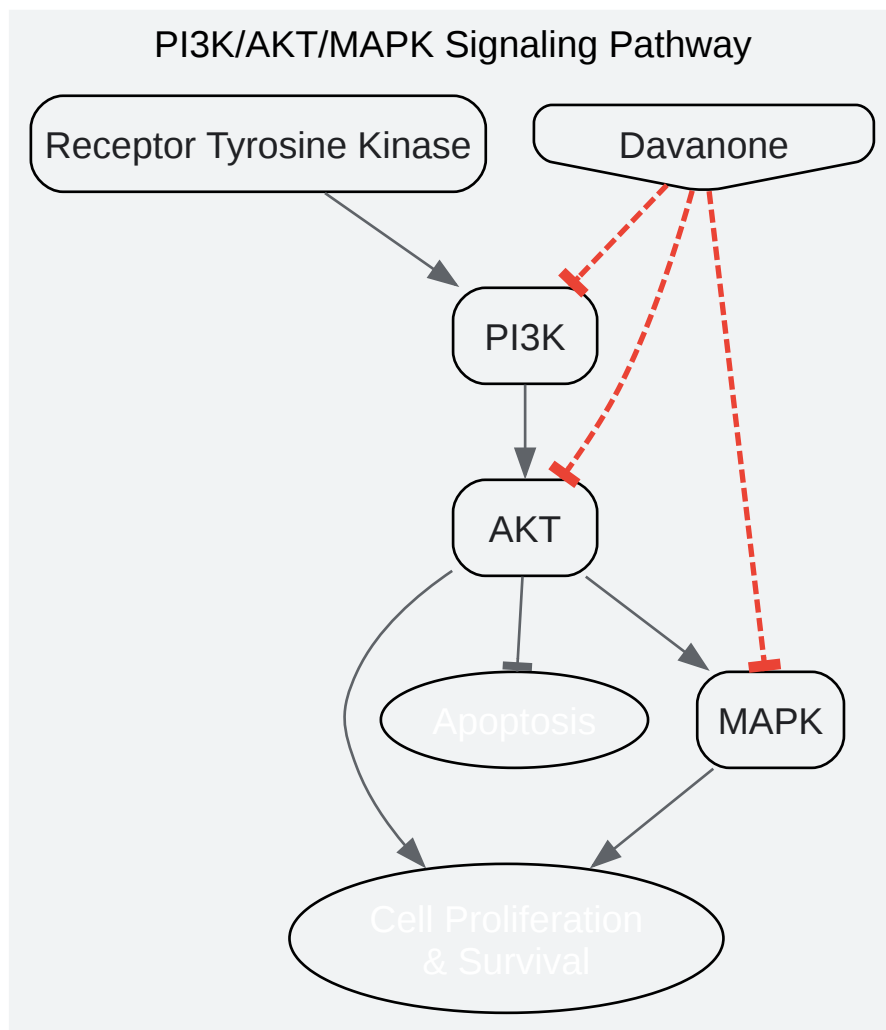 PI3K/AKT/MAPK Signaling Pathway
Receptor Tyrosine Kinase
Davanone
PI3K
AKT
Apoptosis
MAPK
Cell Proliferation
& Survival